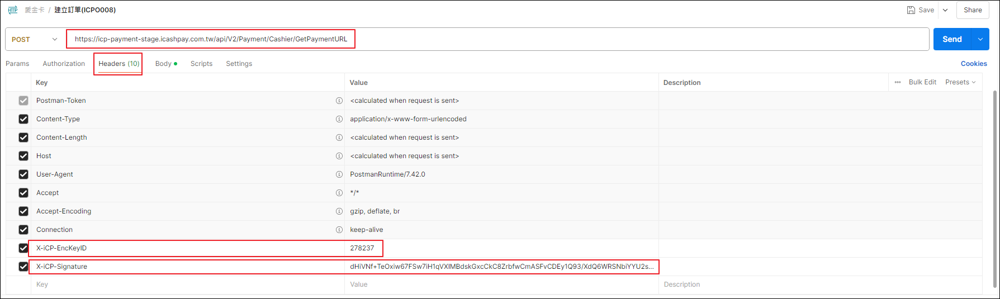 HTTP 愛金卡 / 建立訂單(ICPO008) Save Share
POST https://icp-payment-stage.icashpay.com.tw/api/V2/Payment/Cashier/GetPaymentURL Send
Params Authorization Headers (10) Body Scripts Settings Cookies
Key Value Description ••• Bulk Edit Presets
Postman-Token <calculated when request is sent>
Content-Type application/x-www-form-urlencoded
Content-Length <calculated when request is sent>
Host <calculated when request is sent>
User-Agent PostmanRuntime/7.42.0
Accept */*
Accept-Encoding gzip, deflate, br
Connection keep-alive
X-iCP-EncKeyID 278237
X-iCP-Signature dHiVNf+TeOxiw67FSw7iH1qVXIMBdskGxcCkC8ZrbfwCmASFvCDEy1Q93/XdQ6WRSNbiYYU2s...
Key Value Description